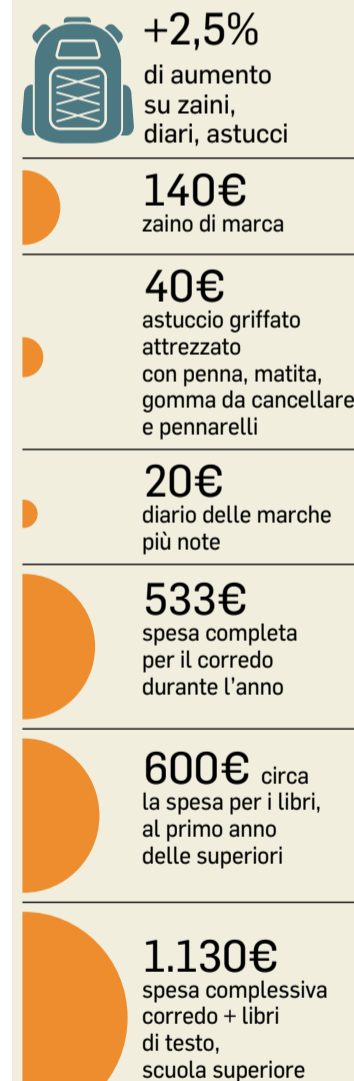 +2,5%
di aumento
su zaini,
diari, astucci
140€
zaino di marca
40€
astuccio griffato
attrezzato
con penna, matita,
gomma da cancellare
e pennarelli
20€
diario delle marche
più note
533€
spesa completa
per il corredo
durante l'anno
600€ circa
la spesa per i libri,
al primo anno
delle superiori
1.130€
spesa complessiva
corredo + libri
di testo,
scuola superiore